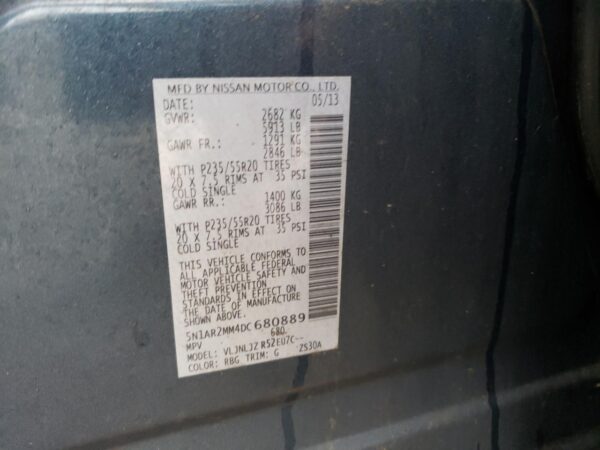 MFD BY NISSAN MOTOR CO., LTD.
DATE: 05/13
GVWR: 2682 KG
5913 LB
GAWR FR.: 1291 KG
2846 LB
WITH P235/55R20 TIRES
20 X 7.5 RIMS AT 35 PSI
COLD SINGLE
GAWR RR.: 1400 KG
3086 LB
WITH P235/55R20 TIRES
20 X 7.5 RIMS AT 35 PSI
COLD SINGLE
THIS VEHICLE CONFORMS TO
ALL APPLICABLE FEDERAL
MOTOR VEHICLE SAFETY AND
THEFT PREVENTION
STANDARDS IN EFFECT ON
THE DATE OF MANUFACTURE
SHOWN ABOVE.
5N1AR2MM4DC680889
MPV 680
MODEL: VLJNLJZ R52EU7C--
COLOR: RBG TRIM: G ZS30A